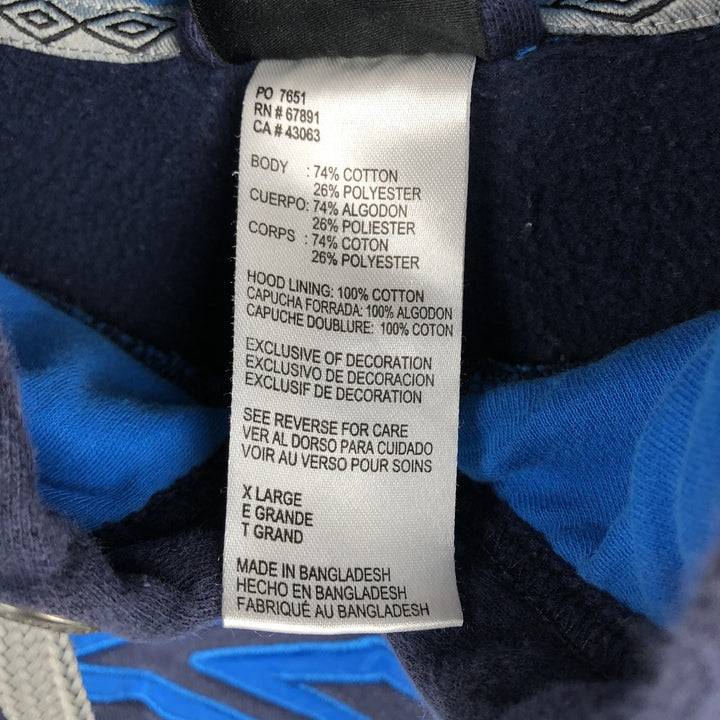 PO 7651
RN # 67891
CA # 43063
BODY : 74% COTTON
26% POLYESTER
CUERPO: 74% ALGODON
26% POLIESTER
CORPS : 74% COTON
26% POLYESTER
HOOD LINING: 100% COTTON
CAPUCHA FORRADA: 100% ALGODON
CAPUCHE DOUBLURE: 100% COTON
EXCLUSIVE OF DECORATION
EXCLUSIVO DE DECORACION
EXCLUSIF DE DECORATION
SEE REVERSE FOR CARE
VER AL DORSO PARA CUIDADO
VOIR AU VERSO POUR SOINS
X LARGE
E GRANDE
T GRAND
MADE IN BANGLADESH
HECHO EN BANGLADESH
FABRIQUÉ AU BANGLADESH